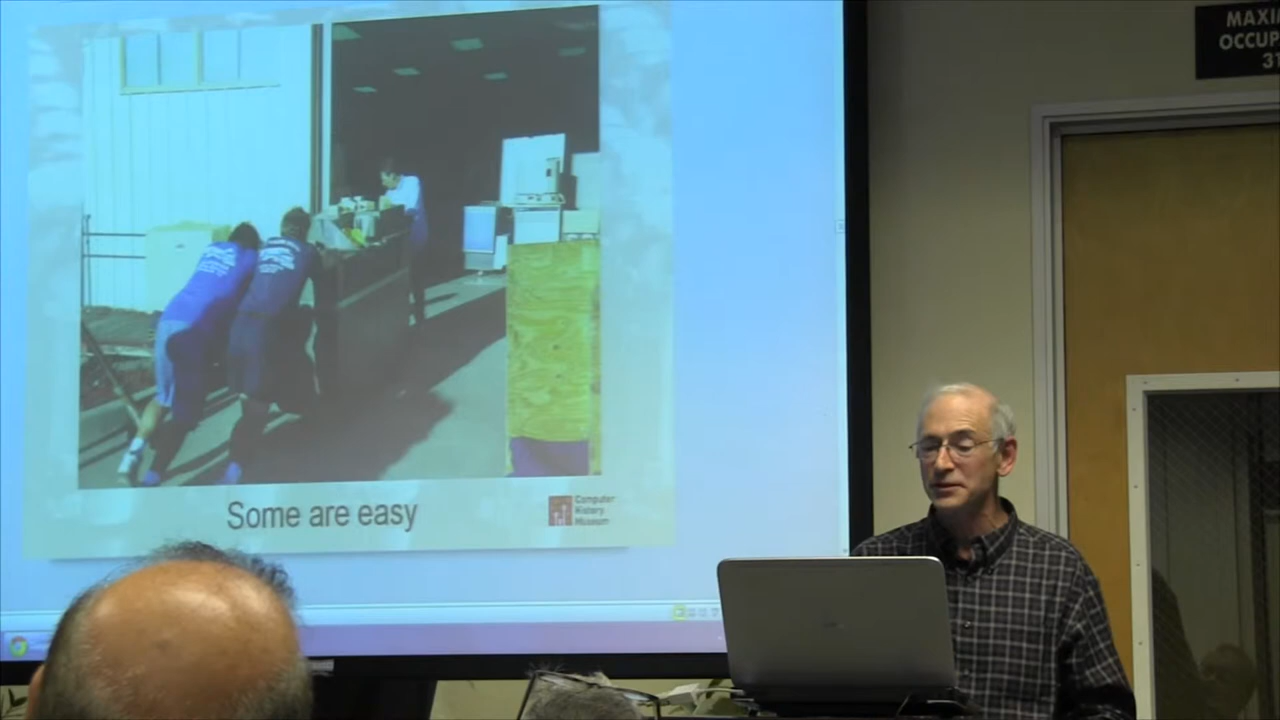 MAXI
OCCUP
31
Some are easy
Computer
History
Museum